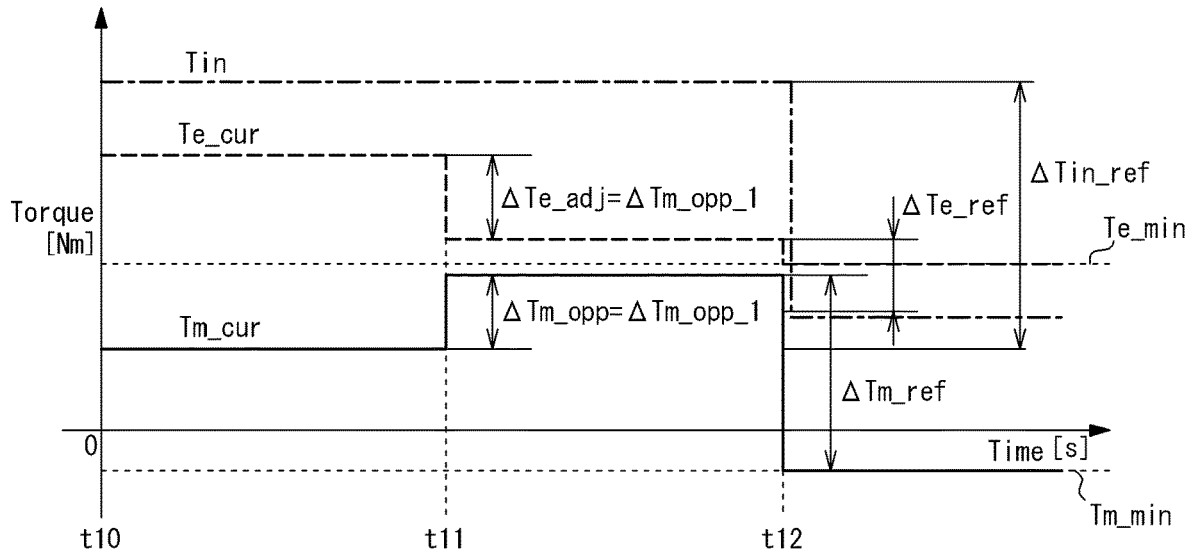 Tin
Te_cur
ΔTe_adj=ΔTm_opp_1
ΔTe_ref
ΔTin_ref
Te_min
Torque
[Nm]
Tm_cur
ΔTm_opp=ΔTm_opp_1
ΔTm_ref
0
Time[s]
Tm_min
t10
t11
t12